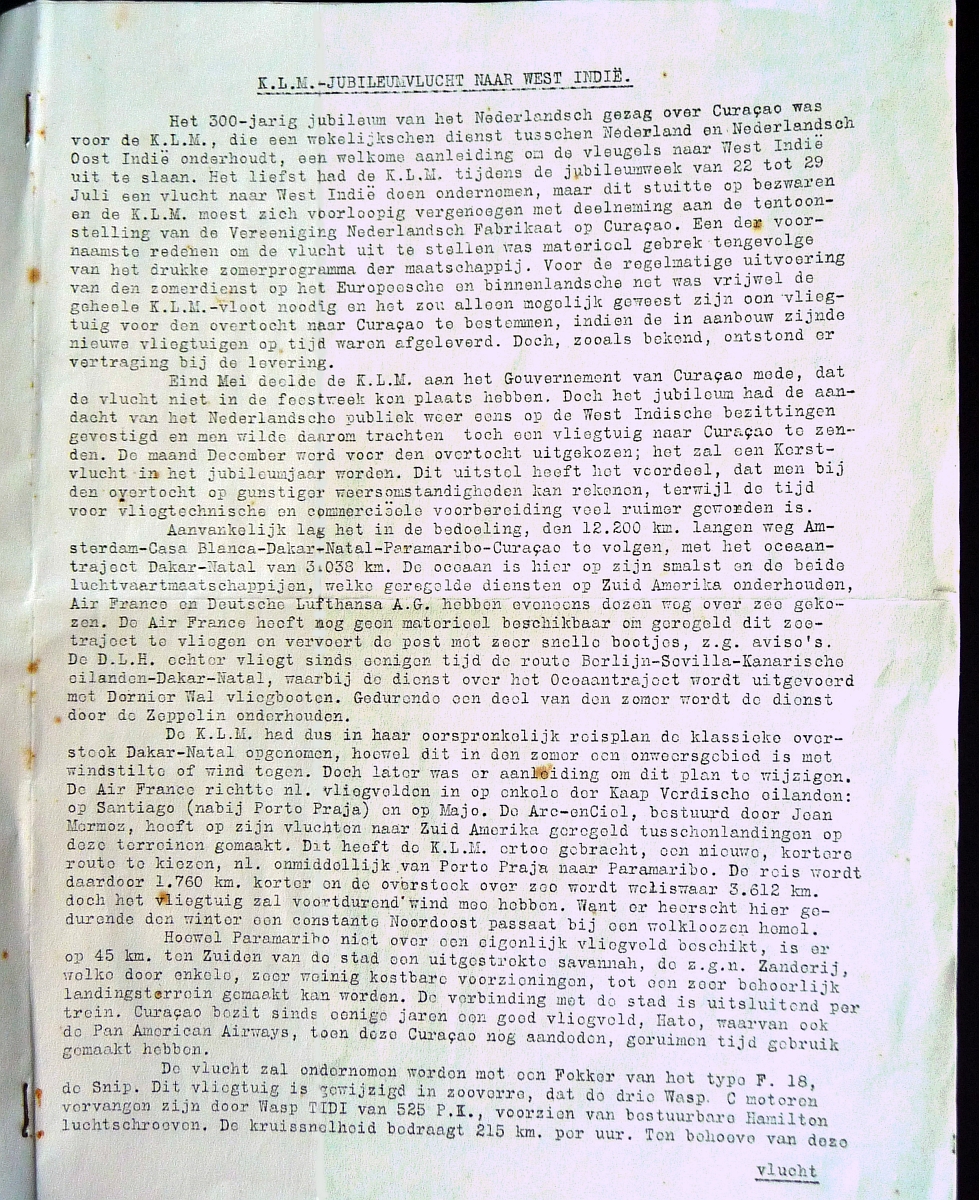 K.L.M.-JUBILEUMVLUCHT NAAR WEST INDIË.
Het 300-jarig jubileum van het Nederlandsch gezag over Curaçao was
voor de K.L.M., die een wekelijkschen dienst tusschen Nederland en Nederlandsch
Oost Indië onderhoudt, een welkome aanleiding om de vleugels naar West Indië
uit te slaan. Het liefst had de K.L.M. tijdens de jubileumweek van 22 tot 29
Juli een vlucht naar West Indië doen ondernemen, maar dit stuitte op bezwaren
en de K.L.M. moest zich voorloopig vergenoegen met deelneming aan de tentoon-
stelling van de Vereeniging Nederlandsch Fabrikaat op Curaçao. Een der voor-
naamste redenen om de vlucht uit te stellen was materieel gebrek tengevolge
van het drukke zomerprogramma der maatschappij. Voor de regelmatige uitvoering
van den zomerdienst op het Europeesche en binnenlandsche net was vrijwel de
geheele K.L.M.-vloot noodig en het zou alleen mogelijk geweest zijn een vlieg-
tuig voor den overtocht naar Curaçao te bestemmen, indien de in aanbouw zijnde
nieuwe vliegtuigen op tijd waren afgeleverd. Doch, zooals bekend, ontstond er
vertraging bij de levering.
Eind Mei deelde de K.L.M. aan het Gouvernement van Curaçao mede, dat
de vlucht niet in de feestweek kon plaats hebben. Doch het jubileum had de aan-
dacht van het Nederlandsche publiek weer eens op de West Indische bezittingen
gevestigd en men wilde daarom trachten toch een vliegtuig naar Curaçao te zen-
den. De maand December werd voor den overtocht uitgekozen; het zal een Kerst-
vlucht in het jubileumjaar worden. Dit uitstel heeft het voordeel, dat men bij
den overtocht op gunstiger weersomstandigheden kan rekenen, terwijl de tijd
voor vliegtechnische en commerciëele voorbereiding veel ruimer geworden is.
Aanvankelijk lag het in de bedoeling, den 12.200 km. langen weg Am-
sterdam-Casa Blanca-Dakar-Natal-Paramaribo-Curaçao te volgen, met het oceaan-
traject Dakar-Natal van 3.038 km. De oceaan is hier op zijn smalst en de beide
luchtvaartmaatschappijen, welke geregelde diensten op Zuid Amerika onderhouden,
Air France en Deutsche Lufthansa A.G. hebben eveneens dezen weg over zee geko-
zen. De Air France heeft nog geen materieel beschikbaar om geregeld dit zee-
traject te vliegen en vervoert de post met zeer snelle bootjes, z.g. aviso's.
De D.L.H. echter vliegt sinds eenigen tijd de route Berlijn-Sevilla-Kanarische
eilanden-Dakar-Natal, waarbij de dienst over het Oceaantraject wordt uitgevoerd
met Dornier Wal vliegbooten. Gedurende een deel van den zomer wordt de dienst
door de Zeppelin onderhouden.
De K.L.M. had dus in haar oorspronkelijk reisplan de klassieke over-
steek Dakar-Natal opgenomen, hoewel dit in den zomer een onweersgebied is met
windstilte of wind tegen. Doch later was er aanleiding om dit plan te wijzigen.
De Air France richtte nl. vliegvelden in op enkele der Kaap Verdische eilanden:
op Santiago (nabij Porto Praja) en op Majo. De Arc-enCiel, bestuurd door Jean
Mermoz, heeft op zijn vluchten naar Zuid Amerika geregeld tusschenlandingen op
deze terreinen gemaakt. Dit heeft de K.L.M. ertoe gebracht, een nieuwe, kortere
route te kiezen, nl. onmiddellijk van Porto Praja naar Paramaribo. De reis wordt
daardoor 1.760 km. korter en de oversteek over zee wordt weliswaar 3.612 km.
doch het vliegtuig zal voortdurend wind mee hebben. Want er heerscht hier ge-
durende den winter een constante Noordoost passaat bij een wolkloozen hemel.
Hoewel Paramaribo niet over een eigenlijk vliegveld beschikt, is er
op 45 km. ten Zuiden van de stad een uitgestrekte savannah, de z.g.n. Zanderij,
welke door enkele, zeer weinig kostbare voorzieningen, tot een zeer behoorlijk
landingsterrein gemaakt kan worden. De verbinding met de stad is uitsluitend per
trein. Curaçao bezit sinds eenige jaren een goed vliegveld, Hato, waarvan ook
de Pan American Airways, toen deze Curaçao nog aandeden, geruimen tijd gebruik
gemaakt hebben.
De vlucht zal ondernomen worden met een Fokker van het type F. 18,
de Snip. Dit vliegtuig is gewijzigd in zooverre, dat de drie Wasp. C motoren
vervangen zijn door Wasp TIDI van 525 P.K., voorzien van bestuurbare Hamilton
luchtschroeven. De kruissnelheid bedraagt 215 km. per uur. Ten behoeve van deze
vlucht